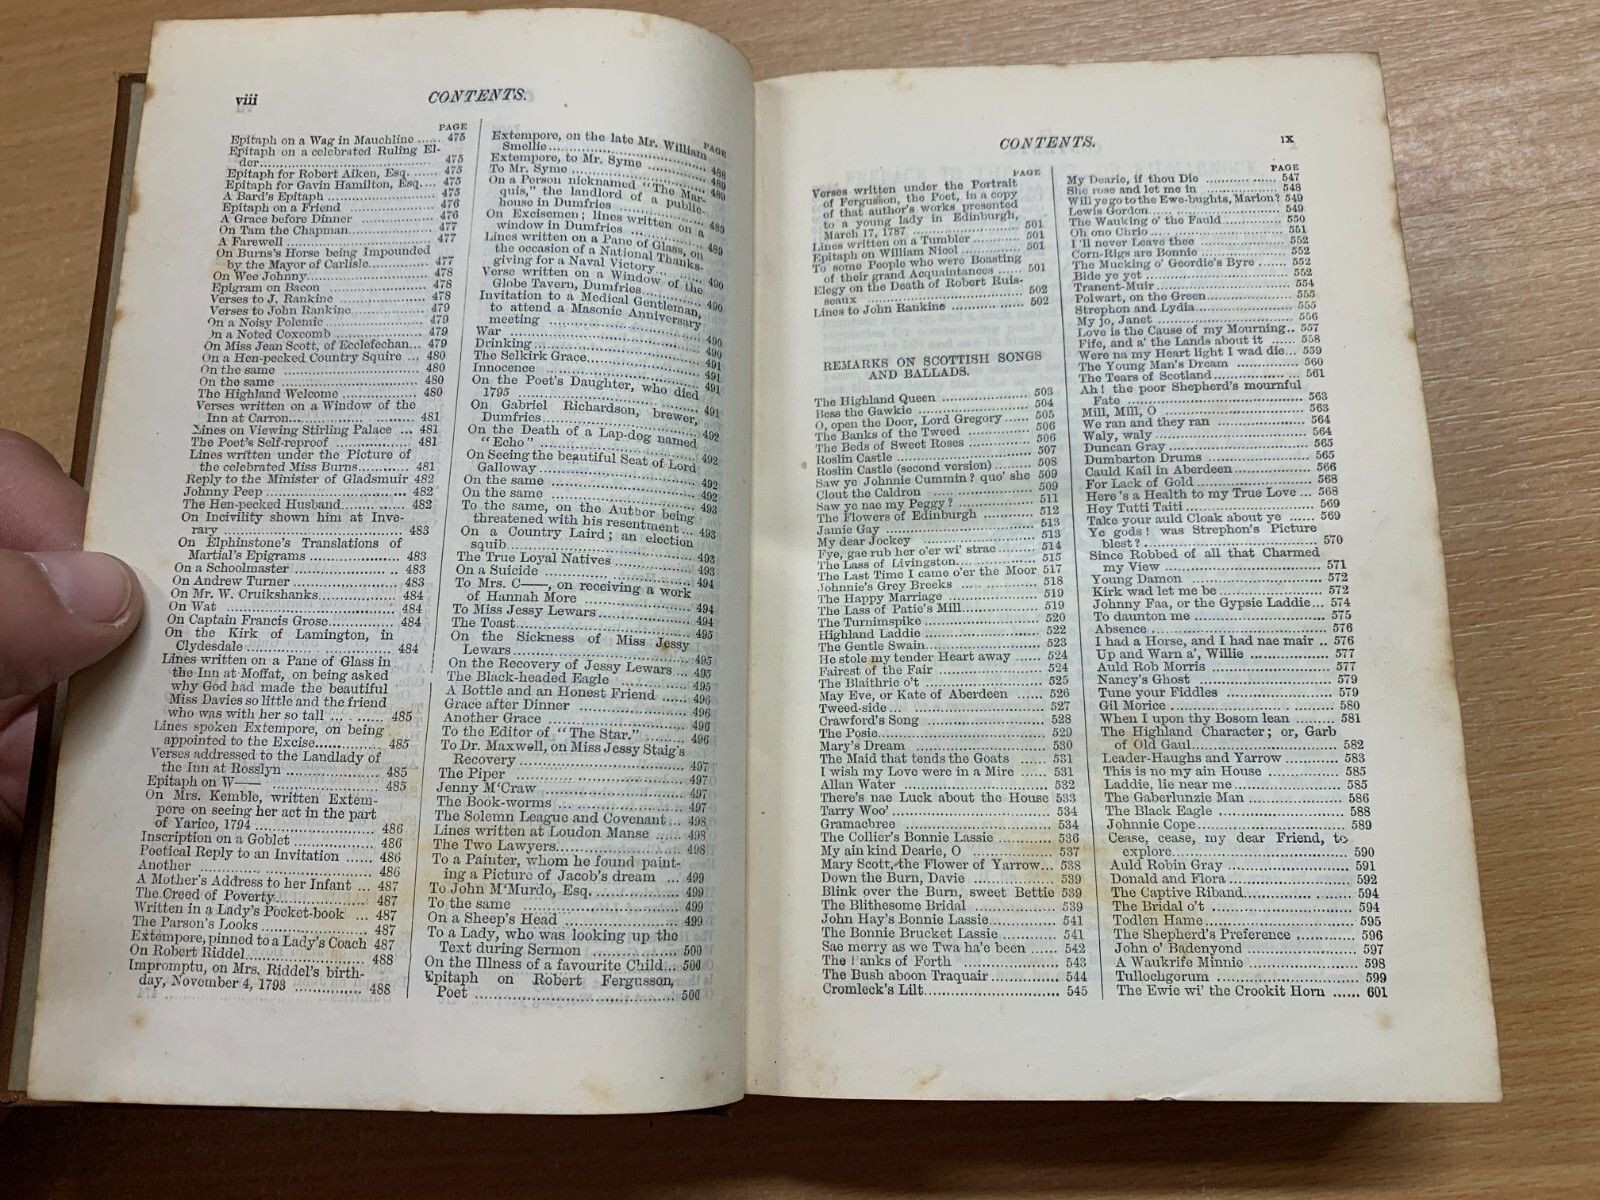 viii
CONTENTS.
PAGE
Epitaph on a Wag in Mauchline ...... 475
Epitaph on a celebrated Ruling El-
der........................ 475
Epitaph for Robert Aiken, Esq. ...... 475
Epitaph for Gavin Hamilton, Esq.... 475
A Bard's Epitaph ........................ 475
Epitaph on a Friend .................. 476
A Grace before Dinner .................. 476
On Tam the Chapman .................. 477
A Farewell ........................ 477
On Burns's Horse being Impounded
by the Mayor of Carlisle............ 477
On Wee Johnny........................ 478
Epigram on Bacon .................. 478
Verses to J. Rankine .................. 478
Verses to John Rankine ............ 479
On a Noisy Polemic .................. 479
On a Noted Coxcomb .................. 479
On Miss Jean Scott, of Ecclefechan... 479
On a Hen-pecked Country Squire ... 480
On the same ........................ 480
On the same ........................ 480
The Highland Welcome ............ 480
Verses written on a Window of the
Inn at Carron........................ 481
Lines on Viewing Stirling Palace ... 481
The Poet's Self-reproof ............ 481
Lines written under the Picture of
the celebrated Miss Burns............ 481
Reply to the Minister of Gladsmuir 482
Johnny Peep ........................ 482
The Hen-pecked Husband............ 482
On Incivility shown him at Inve-
rary ........................ 483
On Elphinstone's Translations of
Martial's Epigrams .................. 483
On a Schoolmaster .................. 483
On Andrew Turner .................. 483
On Mr. W. Cruikshanks............ 484
On Wat ........................ 484
On Captain Francis Grose............ 484
On the Kirk of Lamington, in
Clydesdale ........................ 484
Lines written on a Pane of Glass in
the Inn at Moffat, on being asked
why God had made the beautiful
Miss Davies so little and the friend
who was with her so tall ... ... ...... 485
Lines spoken Extempore, on being
appointed to the Excise............ 485
Verses addressed to the Landlady of
the Inn at Rosslyn .................. 485
Epitaph on W—— .................. 485
On Mrs. Kemble, written Extem-
pore on seeing her act in the part
of Yarico, 1794 .................. 486
Inscription on a Goblet ............ 486
Poetical Reply to an Invitation ...... 486
Another ........................ 486
A Mother's Address to her Infant ... 487
The Creed of Poverty.................. 487
Written in a Lady's Pocket-book ... 487
The Parson's Looks .................. 487
Extempore, pinned to a Lady's Coach 487
On Robert Riddel.................. 488
Impromptu, on Mrs. Riddel's birth-
day, November 4, 1793 ............ 488
PAGE
Extempore, on the late Mr. William
Smellie ........................ 488
Extempore, to Mr. Syme ............ 489
To Mr. Syme ........................ 489
On a Person nicknamed "The Mar-
quis," the landlord of a public-
house in Dumfries .................. 489
On Excisemen; lines written on a
window in Dumfries .................. 489
Lines written on a Pane of Glass, on
the occasion of a National Thanks-
giving for a Naval Victory............ 490
Verse written on a Window of the
Globe Tavern, Dumfries............ 490
Invitation to a Medical Gentleman,
to attend a Masonic Anniversary
meeting ........................ 490
War ........................ 490
Drinking ........................ 490
The Selkirk Grace.................. 491
Innocence ........................ 491
On the Poet's Daughter, who died
1795 ........................ 491
On Gabriel Richardson, brewer,
Dumfries........................ 492
On the Death of a Lap-dog named
"Echo" ........................ 492
On Seeing the beautiful Seat of Lord
Galloway ........................ 492
On the same ........................ 492
On the same ........................ 493
To the same, on the Author being
threatened with his resentment...... 493
On a Country Laird; an election
squib........................ 493
The True Loyal Natives ............ 493
On a Suicide ........................ 494
To Mrs. C——, on receiving a work
of Hannah More .................. 494
To Miss Jessy Lewars.................. 494
The Toast........................ 495
On the Sickness of Miss Jessy
Lewars........................ 495
On the Recovery of Jessy Lewars ... 495
The Black-headed Eagle ............ 495
A Bottle and an Honest Friend ...... 496
Grace after Dinner .................. 496
Another Grace .................. 496
To the Editor of "The Star." ...... 496
To Dr. Maxwell, on Miss Jessy Staig's
Recovery ........................ 497
The Piper ........................ 497
Jenny M'Craw .................. 497
The Book-worms .................. 497
The Solemn League and Covenant... 498
Lines written at Loudon Manse ... 498
The Two Lawyers.................. 498
To a Painter, whom he found paint-
ing a Picture of Jacob's dream ... 499
To John M'Murdo, Esq. ............ 499
To the same .................. 499
On a Sheep's Head .................. 499
To a Lady, who was looking up the
Text during Sermon .................. 500
On the Illness of a favourite Child... 500
Epitaph on Robert Fergusson,
Poet ........................ 500
CONTENTS.
ix
PAGE
Verses written under the Portrait
of Fergusson, the Poet, in a copy
of that author's works presented
to a young lady in Edinburgh,
March 17, 1787 .................. 501
Lines written on a Tumbler ...... 501
Epitaph on William Nicol............ 501
To some People who were Boasting
of their grand Acquaintances ...... 501
Elegy on the Death of Robert Ruis-
seaux ........................ 502
Lines to John Rankine ............ 502
REMARKS ON SCOTTISH SONGS
AND BALLADS.
The Highland Queen .................. 503
Bess the Gawkie .................. 504
O, open the Door, Lord Gregory ...... 505
The Banks of the Tweed ............ 506
The Beds of Sweet Roses ............ 506
Roslin Castle .................. 507
Roslin Castle (second version)...... 508
Saw ye Johnnie Cummin? quo' she 509
Clout the Caldron .................. 509
Saw ye nae my Peggy? ............ 511
The Flowers of Edinburgh ............ 512
Jamie Gay .................. 513
My dear Jockey .................. 513
Fye, gae rub her o'er wi' strae ...... 514
The Lass of Livingston............ 515
The Last Time I came o'er the Moor 517
Johnnie's Grey Breeks ............ 518
The Happy Marriage ............ 519
The Lass of Patie's Mill............ 519
The Turnimspike .................. 520
Highland Laddie .................. 522
The Gentle Swain.................. 523
He stole my tender Heart away ...... 524
Fairest of the Fair .................. 524
The Blaithrie o't .................. 525
May Eve, or Kate of Aberdeen ...... 526
Tweed-side........................ 527
Crawford's Song .................. 528
The Posie........................ 529
Mary's Dream .................. 530
The Maid that tends the Goats ...... 531
I wish my Love were in a Mire ...... 531
Allan Water .................. 532
There's nae Luck about the House 533
Tarry Woo' .................. 534
Gramachree .................. 534
The Collier's Bonnie Lassie............ 536
My ain kind Dearie, O ............ 537
Mary Scott, the Flower of Yarrow... 538
Down the Burn, Davie ............ 539
Blink over the Burn, sweet Bettie 539
The Blithesome Bridal ............ 539
John Hay's Bonnie Lassie............ 541
The Bonnie Brucket Lassie............ 541
Sae merry as we Twa ha'e been ...... 542
The Banks of Forth .................. 543
The Bush aboon Traquair ............ 544
Cromleck's Lilt.................. 545
PAGE
My Dearie, if thou Die ............ 547
She rose and let me in ............ 548
Will ye go to the Ewe-bughts, Marion? 549
Lewis Gordon.................. 549
The Wauking o' the Fauld ............ 550
Oh ono Chrio .................. 551
I'll never Leave thee .................. 552
Corn-Rigs are Bonnie ............ 552
The Mucking o' Geordie's Byre ...... 552
Bide ye yet .................. 552
Tranent-Muir .................. 554
Polwart, on the Green............ 555
Strephon and Lydia.................. 555
My jo, Janet .................. 556
Love is the Cause of my Mourning.. 557
Fife, and a' the Lands about it ...... 558
Were na my Heart light I wad die... 559
The Young Man's Dream ............ 560
The Tears of Scotland............ 561
Ah! the poor Shepherd's mournful
Fate ........................ 563
Mill, Mill, O .................. 563
We ran and they ran ............ 564
Waly, waly .................. 564
Duncan Gray.................. 565
Dumbarton Drums .................. 565
Cauld Kail in Aberdeen ............ 566
For Lack of Gold .................. 568
Here's a Health to my True Love ... 568
Hey Tutti Taiti .................. 569
Take your auld Cloak about ye ...... 569
Ye gods! was Strephon's Picture
blest? ........................ 570
Since Robbed of all that Charmed
my View ........................ 571
Young Damon .................. 572
Kirk wad let me be.................. 572
Johnny Faa, or the Gypsie Laddie... 574
To daunton me .................. 575
Absence ........................ 576
I had a Horse, and I had nae mair .. 576
Up and Warn a', Willie ............ 577
Auld Rob Morris .................. 577
Nancy's Ghost .................. 579
Tune your Fiddles .................. 579
Gil Morice .................. 580
When I upon thy Bosom lean ...... 581
The Highland Character; or, Garb
of Old Gaul.................. 582
Leader-Haughs and Yarrow ............ 583
This is no my ain House ............ 585
Laddie, lie near me.................. 585
The Gaberlunzie Man ............ 586
The Black Eagle .................. 588
Johnnie Cope.................. 589
Cease, cease, my dear Friend, to
explore........................ 590
Auld Robin Gray .................. 591
Donald and Flora .................. 592
The Captive Riband.................. 594
The Bridal o't .................. 594
Todlen Hame .................. 595
The Shepherd's Preference ............ 596
John o' Badenyond .................. 597
A Waukrife Minnie .................. 598
Tullochgorum .................. 599
The Ewie wi' the Crookit Horn ...... 601